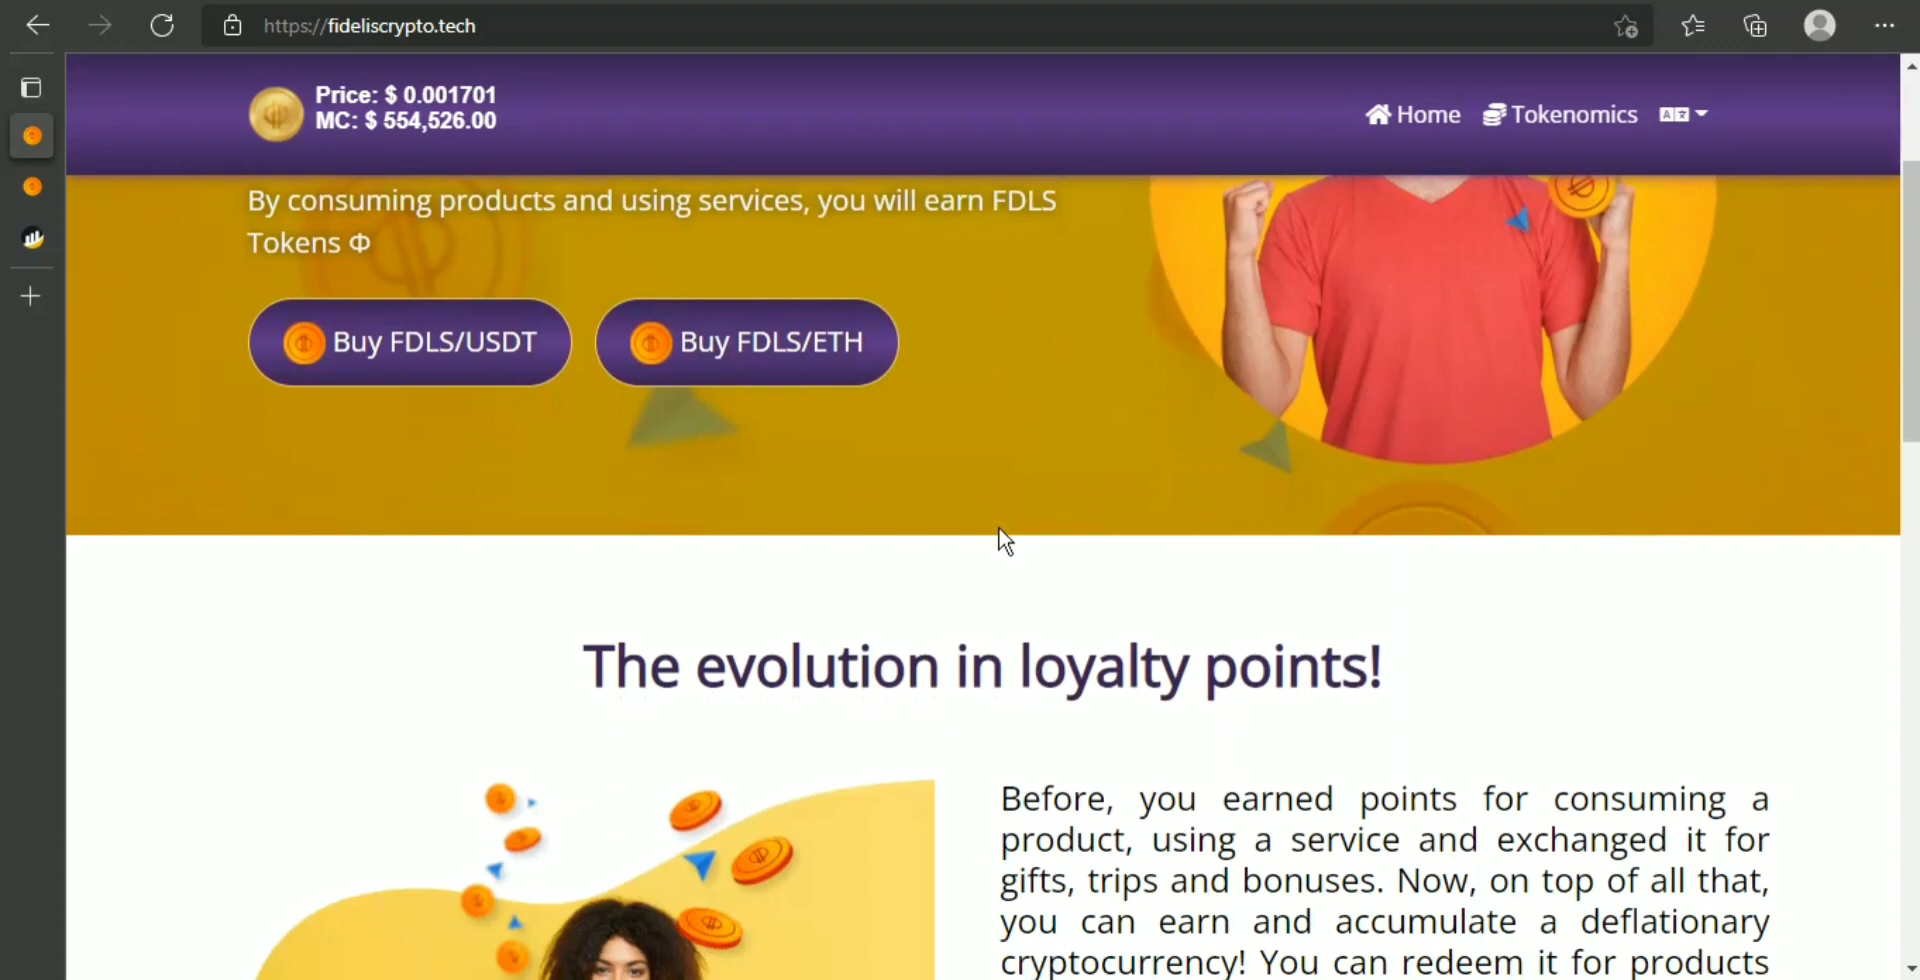 https://fideliscrypto.tech
Price: $ 0.001701
MC: $ 554,526.00
Home
Tokenomics
By consuming products and using services, you will earn FDLS
Tokens Φ
Buy FDLS/USDT
Buy FDLS/ETH
The evolution in loyalty points!
Before, you earned points for consuming a
product, using a service and exchanged it for
gifts, trips and bonuses. Now, on top of all that,
you can earn and accumulate a deflationary
cryptocurrency! You can redeem it for products